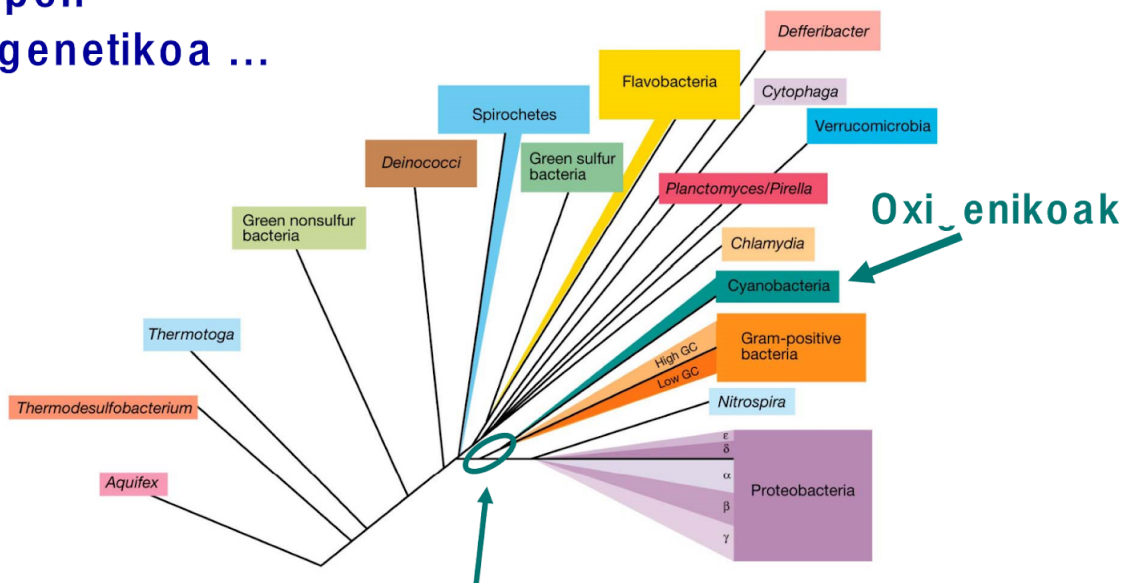 genetikoa ...
Defferibacter
Flavobacteria
Cytophaga
Spirochetes
Verrucomicrobia
Green sulfur
bacteria
Deinococci
Planctomyces/Pirella
Oxigenikoak
Green nonsulfur
bacteria
Chlamydia
Cyanobacteria
Thermotoga
High GC
Low GC
Gram-positive
bacteria
Nitrospira
Thermodesulfobacterium
ε
δ
α
β
γ
Proteobacteria
Aquifex